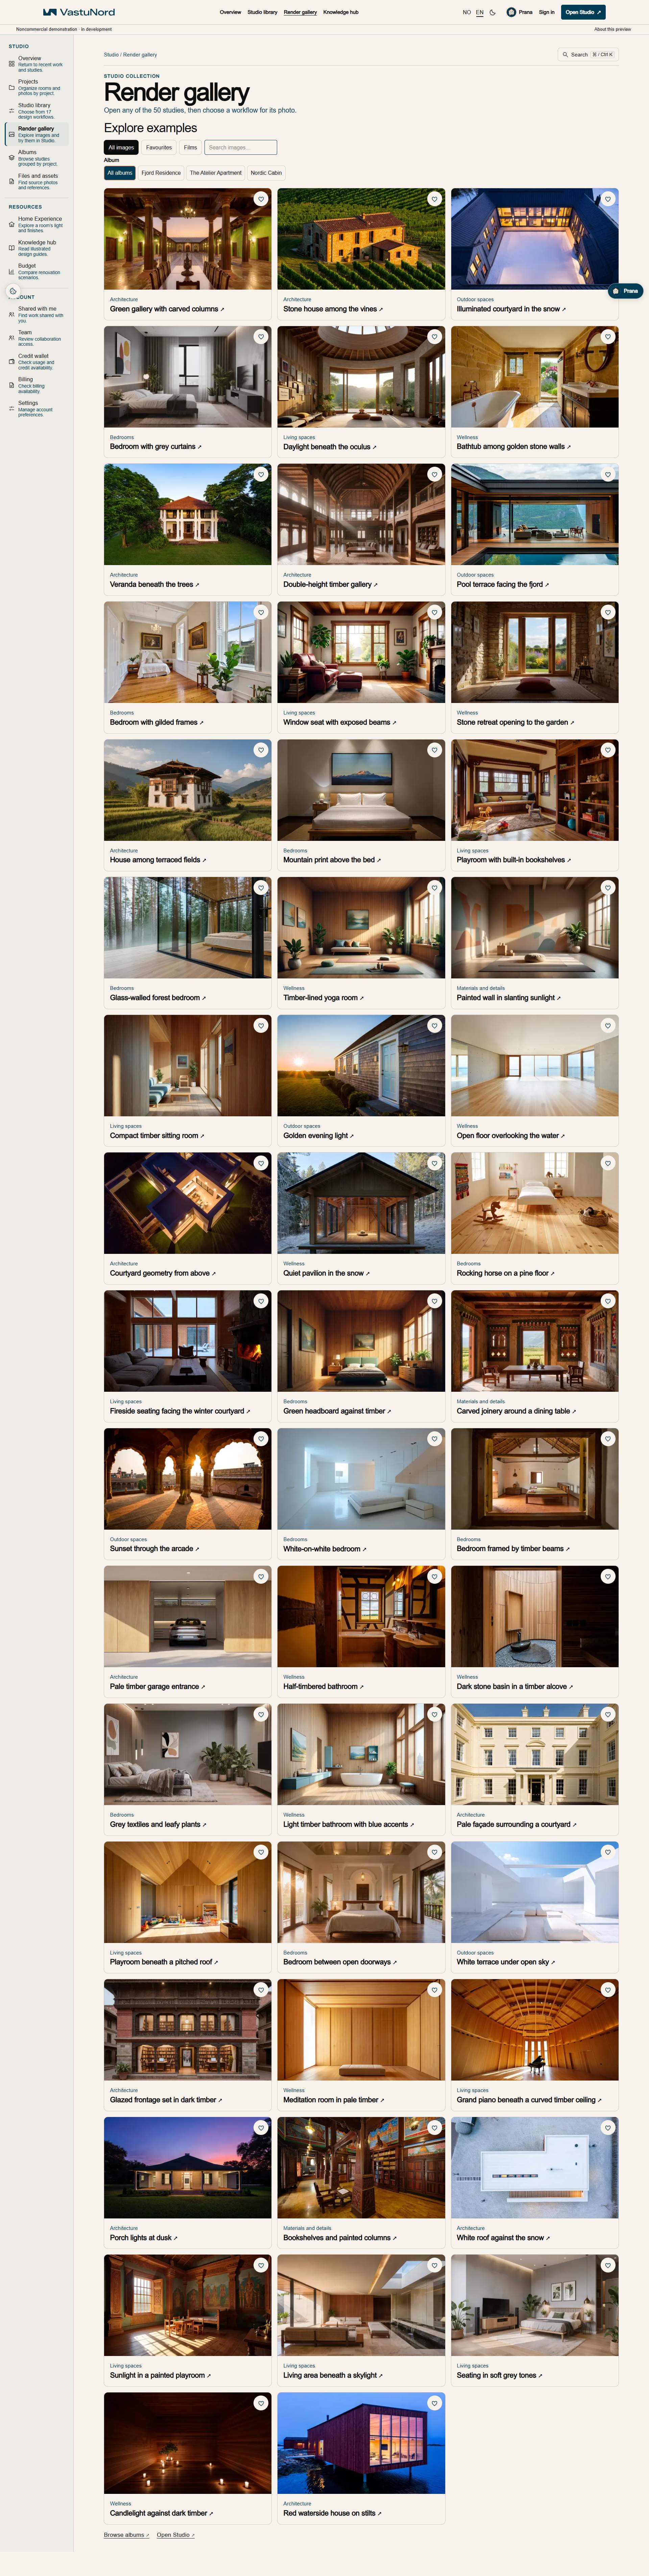 VastuNord
Overview Studio library Render gallery Knowledge hub
NO EN Prana Sign in Open Studio ↗
Noncommercial demonstration · In development
About this preview
STUDIO
Overview
Return to recent work
and studies.
Projects
Organize rooms and
photos by project.
Studio library
Choose from 17
design workflows.
Render gallery
Explore images and
try them in Studio.
Albums
Browse studies
grouped by project.
Files and assets
Find source photos
and references.
RESOURCES
Home Experience
Explore a room's light
and finishes.
Knowledge hub
Read illustrated
design guides.
Budget
Compare renovation
scenarios.
Shared with me
Find work shared with
you.
Team
Review collaboration
access.
Credit wallet
Check usage and
credit availability.
Billing
Check billing
availability.
Settings
Manage account
preferences.
Studio / Render gallery
Search ⌘ / Ctrl K
STUDIO COLLECTION
Render gallery
Open any of the 50 studies, then choose a workflow for its photo.
Explore examples
All images Favourites Films Search images…
Album
All albums Fjord Residence The Atelier Apartment Nordic Cabin
Prana
Architecture
Green gallery with carved columns ↗
Architecture
Stone house among the vines ↗
Outdoor spaces
Illuminated courtyard in the snow ↗
Bedrooms
Bedroom with grey curtains ↗
Living spaces
Daylight beneath the oculus ↗
Wellness
Bathtub among golden stone walls ↗
Architecture
Veranda beneath the trees ↗
Architecture
Double-height timber gallery ↗
Outdoor spaces
Pool terrace facing the fjord ↗
Bedrooms
Bedroom with gilded frames ↗
Living spaces
Window seat with exposed beams ↗
Wellness
Stone retreat opening to the garden ↗
Architecture
House among terraced fields ↗
Bedrooms
Mountain print above the bed ↗
Living spaces
Playroom with built-in bookshelves ↗
Bedrooms
Glass-walled forest bedroom ↗
Wellness
Timber-lined yoga room ↗
Materials and details
Painted wall in slanting sunlight ↗
Living spaces
Compact timber sitting room ↗
Outdoor spaces
Golden evening light ↗
Wellness
Open floor overlooking the water ↗
Architecture
Courtyard geometry from above ↗
Wellness
Quiet pavilion in the snow ↗
Bedrooms
Rocking horse on a pine floor ↗
Living spaces
Fireside seating facing the winter courtyard ↗
Bedrooms
Green headboard against timber ↗
Materials and details
Carved joinery around a dining table ↗
Outdoor spaces
Sunset through the arcade ↗
Bedrooms
White-on-white bedroom ↗
Bedrooms
Bedroom framed by timber beams ↗
Architecture
Pale timber garage entrance ↗
Wellness
Half-timbered bathroom ↗
Wellness
Dark stone basin in a timber alcove ↗
Bedrooms
Grey textiles and leafy plants ↗
Wellness
Light timber bathroom with blue accents ↗
Architecture
Pale façade surrounding a courtyard ↗
Living spaces
Playroom beneath a pitched roof ↗
Bedrooms
Bedroom between open doorways ↗
Outdoor spaces
White terrace under open sky ↗
Architecture
Glazed frontage set in dark timber ↗
Wellness
Meditation room in pale timber ↗
Living spaces
Grand piano beneath a curved timber ceiling ↗
Architecture
Porch lights at dusk ↗
Materials and details
Bookshelves and painted columns ↗
Architecture
White roof against the snow ↗
Living spaces
Sunlight in a painted playroom ↗
Living spaces
Living area beneath a skylight ↗
Living spaces
Seating in soft grey tones ↗
Wellness
Candlelight against dark timber ↗
Architecture
Red waterside house on stilts ↗
Browse albums ↗ Open Studio ↗